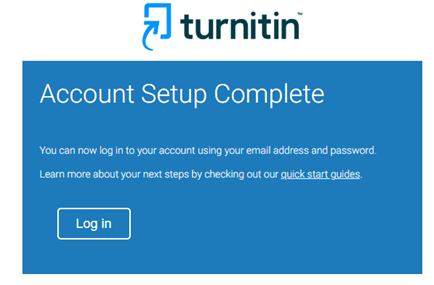 turnitin™
Account Setup Complete
You can now log in to your account using your email address and password.
Learn more about your next steps by checking out our quick start guides.
Log in